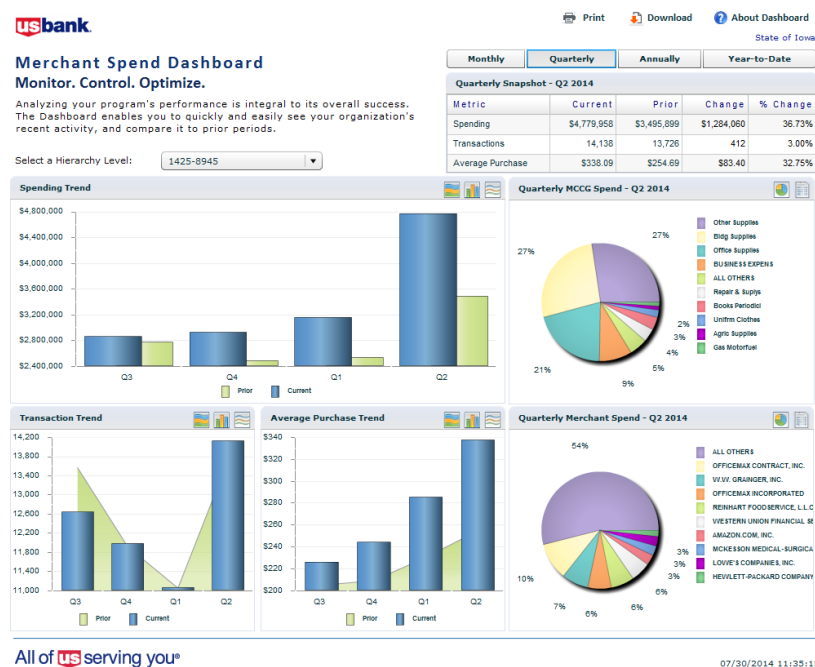 Print Download About Dashboard
usbank.
State of Iowa
Merchant Spend Dashboard
Monitor. Control. Optimize.
Analyzing your program's performance is integral to its overall success.
The Dashboard enables you to quickly and easily see your organization's
recent activity, and compare it to prior periods.
Select a Hierarchy Level: 1425-8945
Monthly Quarterly Annually Year-to-Date
Quarterly Snapshot - Q2 2014
Metric Current Prior Change % Change
Spending $4,779,958 $3,495,899 $1,284,060 36.73%
Transactions 14,138 13,726 412 3.00%
Average Purchase $338.09 $254.69 $83.40 32.75%
Spending Trend
$4,800,000
$4,400,000
$4,000,000
$3,600,000
$3,200,000
$2,800,000
$2,400,000
Q3 Q4 Q1 Q2
Prior Current
Quarterly MCCG Spend - Q2 2014
27%
27%
21%
9%
5%
4%
3%
2%
Other Supplies
Bldg Supplies
Office Supplies
BUSINESS EXPENS
ALL OTHERS
Repair & Suplys
Books Periodicl
Unifrm Clothes
Agric Supplies
Gas Motorfuel
Transaction Trend
14,200
13,800
13,400
13,000
12,600
12,200
11,800
11,400
11,000
Q3 Q4 Q1 Q2
Prior Current
Average Purchase Trend
$340
$320
$300
$280
$260
$240
$220
$200
Q3 Q4 Q1 Q2
Prior Current
Quarterly Merchant Spend - Q2 2014
54%
10%
7%
6%
6%
6%
3%
3%
3%
ALL OTHERS
OFFICEMAX CONTRACT, INC.
W.W. GRAINGER, INC.
OFFICEMAX INCORPORATED
REINHART FOODSERVICE, L.L.C
WESTERN UNION FINANCIAL SE
AMAZON.COM, INC.
MCKESSON MEDICAL-SURGICA
LOWE'S COMPANIES, INC.
HEWLETT-PACKARD COMPANY
All of us serving you®
07/30/2014 11:35:1